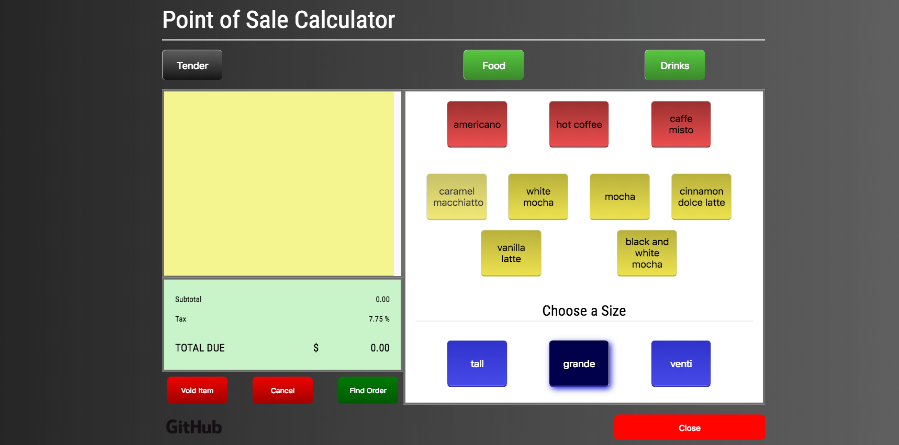 Point of Sale Calculator
Tender
Food
Drinks
americano
hot coffee
caffe
misto
caramel
macchiatto
white
mocha
mocha
cinnamon
dolce latte
vanilla
latte
black and
white
mocha
Choose a Size
tall
grande
venti
Subtotal 0.00
Tax 7.75 %
TOTAL DUE $ 0.00
Void Item
Cancel
Find Order
GitHub
Close